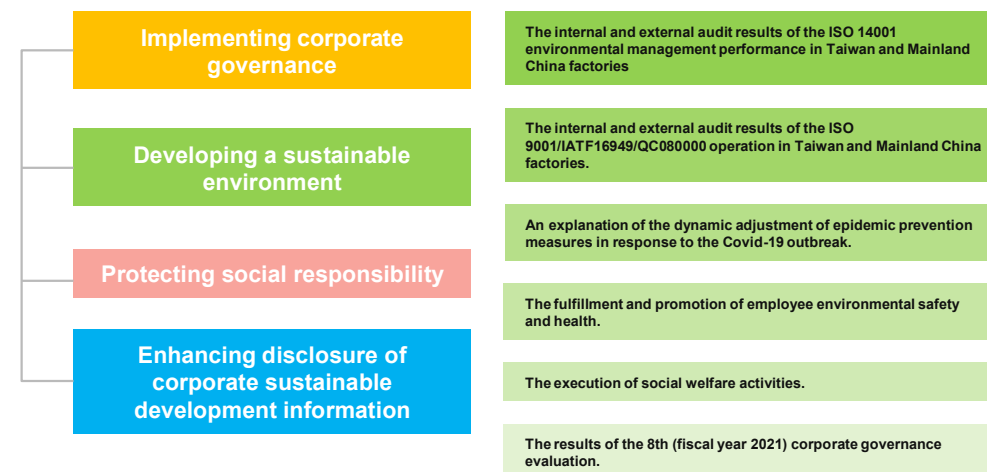 Implementing corporate
governance
Developing a sustainable
environment
Protecting social responsibility
Enhancing disclosure of
corporate sustainable
development information
The internal and external audit results of the ISO 14001
environmental management performance in Taiwan and Mainland
China factories
The internal and external audit results of the ISO
9001/IATF16949/QC080000 operation in Taiwan and Mainland China
factories.
An explanation of the dynamic adjustment of epidemic prevention
measures in response to the Covid-19 outbreak.
The fulfillment and promotion of employee environmental safety
and health.
The execution of social welfare activities.
The results of the 8th (fiscal year 2021) corporate governance
evaluation.